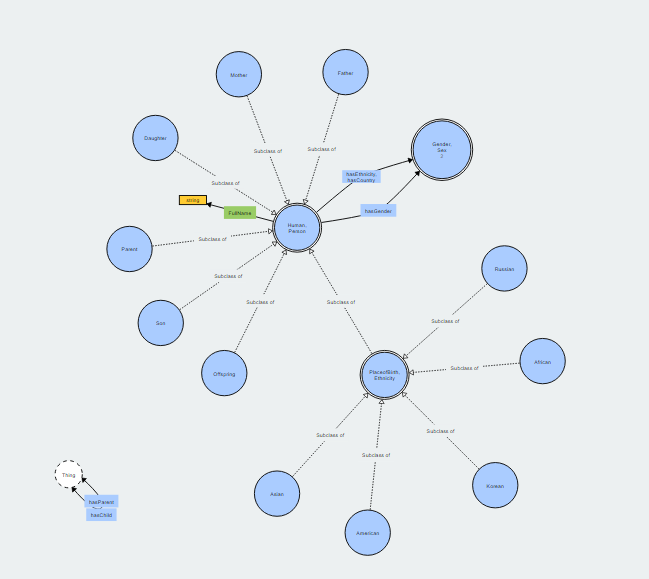 Mother
Father
Daughter
Gender,
Sex
Subclass of
Subclass of
hasEthnicity,
hasCountry
Subclass of
string
FullName
hasGender
Human,
Person
Subclass of
Parent
Russian
Subclass of
Subclass of
Subclass of
Son
Subclass of
African
Subclass of
Offspring
PlaceofBirth,
Ethnicity
Subclass of
Subclass of
Subclass of
Thing
Asian
Korean
hasParent
hasChild
American